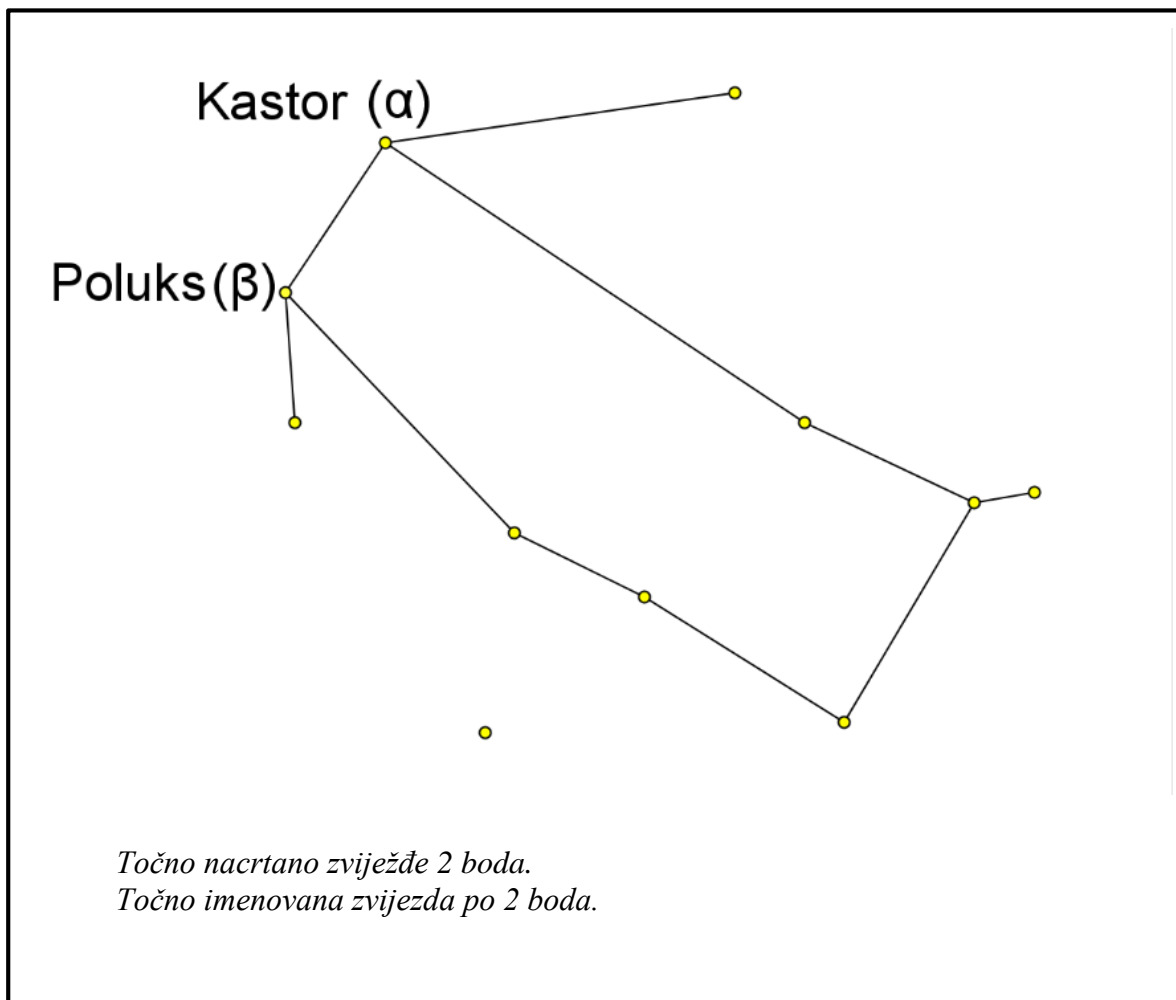 Kastor (α)
Poluks(β)
Točno nacrtano zviježđe 2 boda.
Točno imenovana zvijezda po 2 boda.